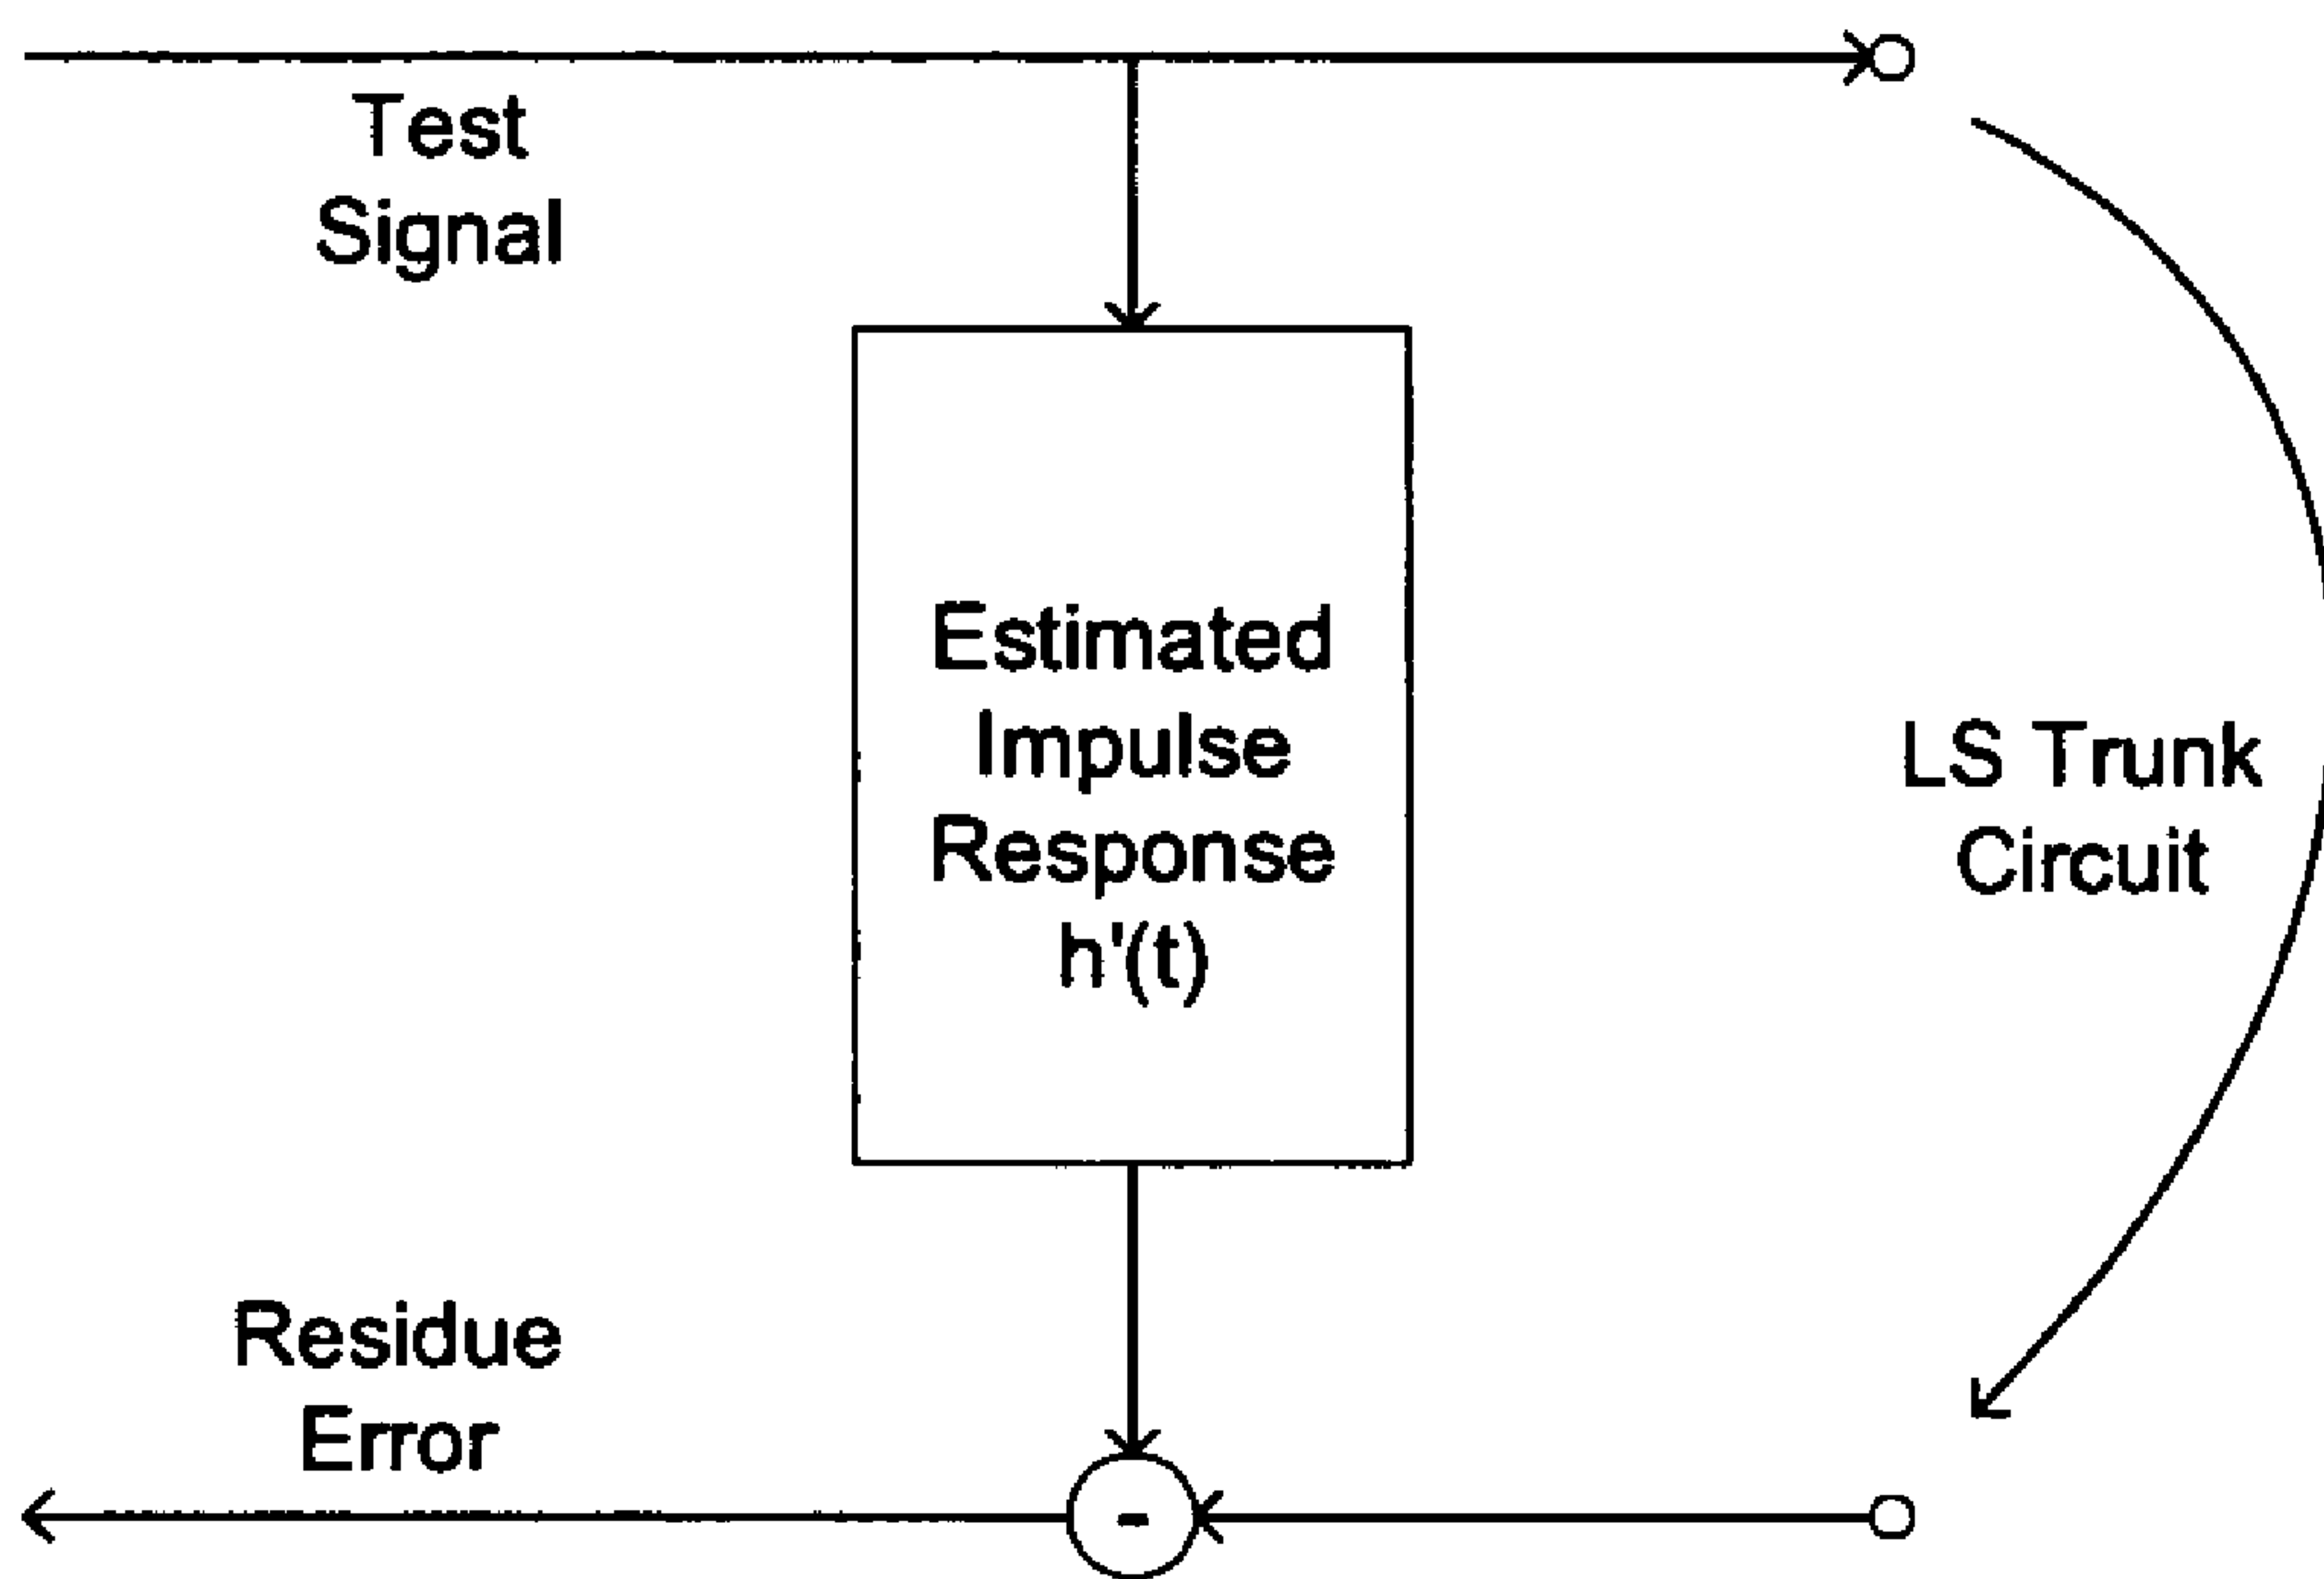 Test
Signal
Estimated
Impulse
Response
h'(t)
LS Trunk
Circuit
Residue
Error
-